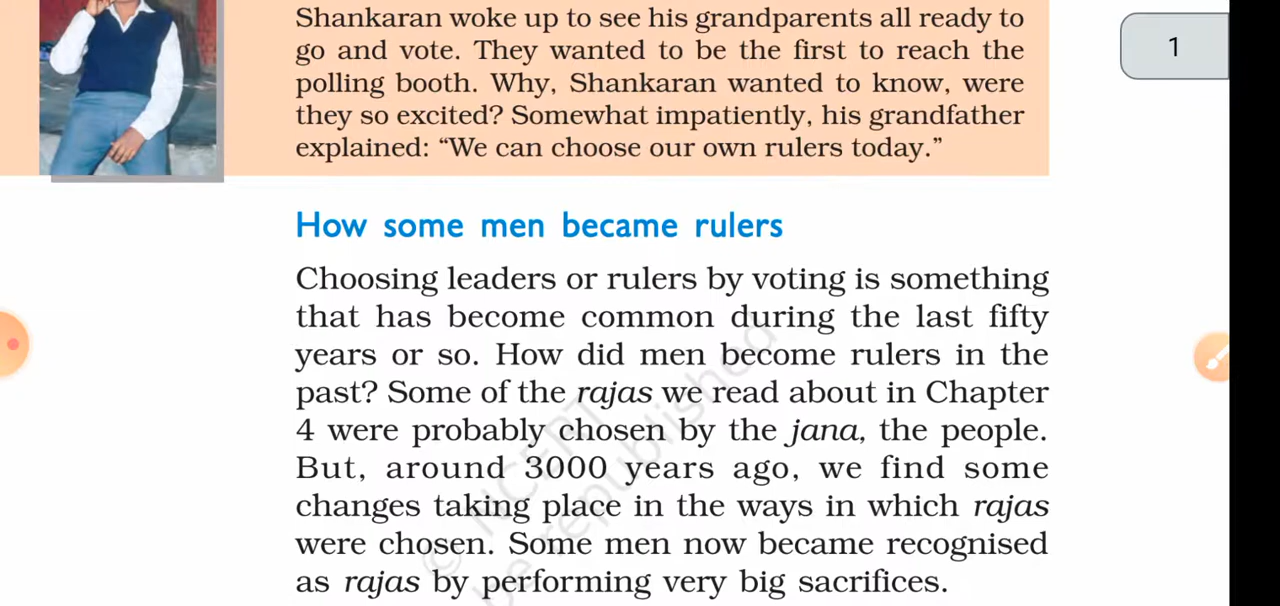 Shankaran woke up to see his grandparents all ready to
go and vote. They wanted to be the first to reach the
polling booth. Why, Shankaran wanted to know, were
they so excited? Somewhat impatiently, his grandfather
explained: “We can choose our own rulers today.”
1
How some men became rulers
Choosing leaders or rulers by voting is something
that has become common during the last fifty
years or so. How did men become rulers in the
past? Some of the rajas we read about in Chapter
4 were probably chosen by the jana, the people.
But, around 3000 years ago, we find some
changes taking place in the ways in which rajas
were chosen. Some men now became recognised
as rajas by performing very big sacrifices.
© NCERT
be republished